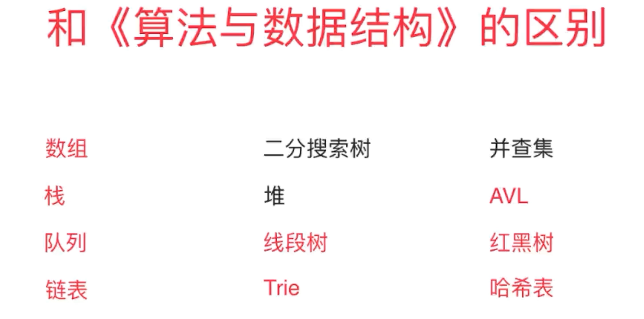 和《算法与数据结构》的区别
数组 二分搜索树 并查集
栈 堆 AVL
队列 线段树 红黑树
链表 Trie 哈希表